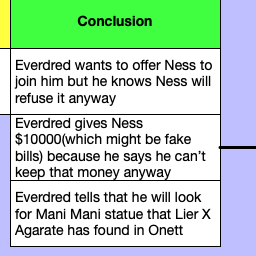 Conclusion
Everdred wants to offer Ness to
join him but he knows Ness will
refuse it anyway
Everdred gives Ness
$10000(which might be fake
bills) because he says he can't
keep that money anyway
Everdred tells that he will look
for Mani Mani statue that Lier X
Agarate has found in Onett